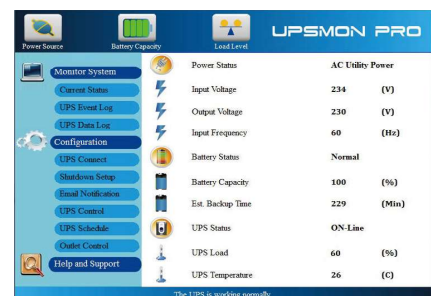 UPSMON PRO
Power Source Battery Capacity Load Level
Monitor System
Current Status
UPS Event Log
UPS Data Log
Configuration
UPS Connect
Shutdown Setup
Email Notification
UPS Control
UPS Schedule
Outlet Control
Help and Support
Power Status AC Utility Power
Input Voltage 234 (V)
Output Voltage 230 (V)
Input Frequency 60 (Hz)
Battery Status Normal
Battery Capacity 100 (%)
Est. Backup Time 229 (Min)
UPS Status ON-Line
UPS Load 60 (%)
UPS Temperature 26 (C)
The UPS is working normally